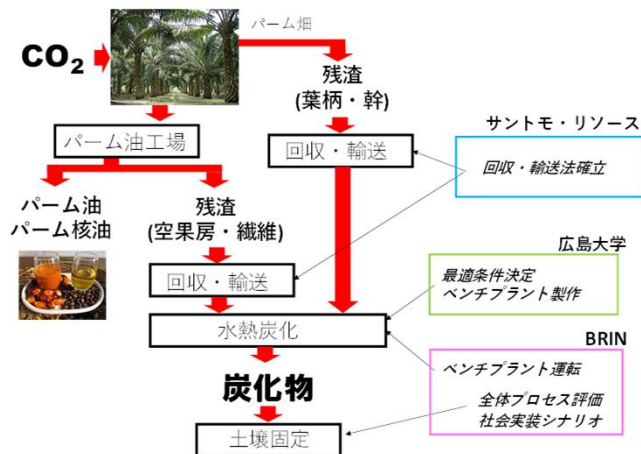 CO₂
パーム畑
残渣
(葉柄・幹)
サントモ・リソース
パーム油工場
回収・輸送
回収・輸送法確立
パーム油
パーム核油
残渣
(空果房・繊維)
広島大学
回収・輸送
最適条件決定
ベンチプラント製作
水熱炭化
BRIN
ベンチプラント運転
炭化物
全体プロセス評価
社会実装シナリオ
土壌固定